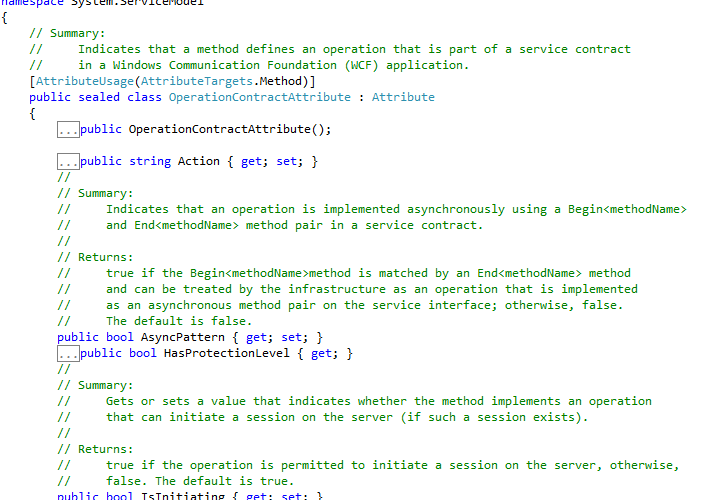 namespace System.ServiceModel
{
// Summary:
//     Indicates that a method defines an operation that is part of a service contract
//     in a Windows Communication Foundation (WCF) application.
[AttributeUsage(AttributeTargets.Method)]
public sealed class OperationContractAttribute : Attribute
{
...public OperationContractAttribute();
...public string Action { get; set; }
//
// Summary:
//     Indicates that an operation is implemented asynchronously using a Begin<methodName>
//     and End<methodName> method pair in a service contract.
//
// Returns:
//     true if the Begin<methodName>method is matched by an End<methodName> method
//     and can be treated by the infrastructure as an operation that is implemented
//     as an asynchronous method pair on the service interface; otherwise, false.
//     The default is false.
public bool AsyncPattern { get; set; }
...public bool HasProtectionLevel { get; }
//
// Summary:
//     Gets or sets a value that indicates whether the method implements an operation
//     that can initiate a session on the server (if such a session exists).
//
// Returns:
//     true if the operation is permitted to initiate a session on the server, otherwise,
//     false. The default is true.
public bool IsInitiating { get; set; }